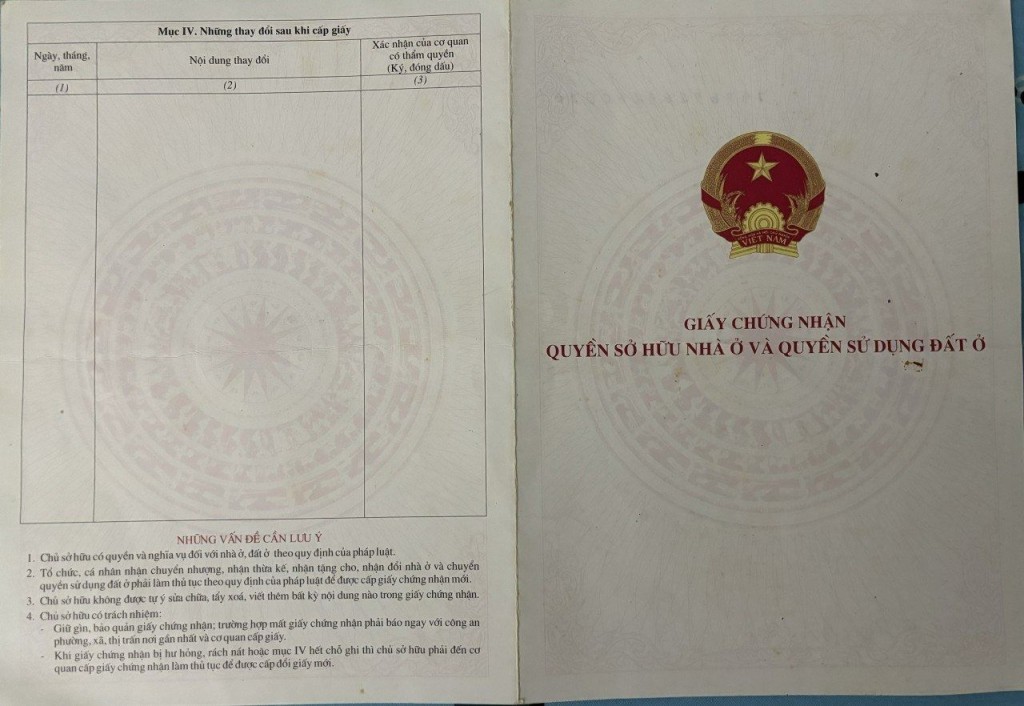 Mục IV. Những thay đổi sau khi cấp giấy
Ngày, tháng, năm
Nội dung thay đổi
Xác nhận của cơ quan
có thẩm quyền
(Ký, đóng dấu)
(1)
(2)
(3)
NHỮNG VẤN ĐỀ CẦN LƯU Ý
1. Chủ sở hữu có quyền và nghĩa vụ đối với nhà ở, đất ở theo quy định của pháp luật.
2. Tổ chức, cá nhân nhận chuyển nhượng, nhận thừa kế, nhận tặng cho, nhận đổi nhà ở và chuyển
quyền sử dụng đất ở phải làm thủ tục theo quy định của pháp luật để được cấp giấy chứng nhận mới.
3. Chủ sở hữu không được tự ý sửa chữa, tẩy xoá, viết thêm bất kỳ nội dung nào trong giấy chứng nhận.
4. Chủ sở hữu có trách nhiệm:
- Giữ gìn, bảo quản giấy chứng nhận; trường hợp mất giấy chứng nhận phải báo ngay với công an
phường, xã, thị trấn nơi gần nhất và cơ quan cấp giấy.
- Khi giấy chứng nhận bị hư hỏng, rách nát hoặc mục IV hết chỗ ghi thì chủ sở hữu phải đến cơ
quan cấp giấy chứng nhận làm thủ tục để được cấp đổi giấy mới.
VIỆT NAM
GIẤY CHỨNG NHẬN
QUYỀN SỞ HỮU NHÀ Ở VÀ QUYỀN SỬ DỤNG ĐẤT Ở